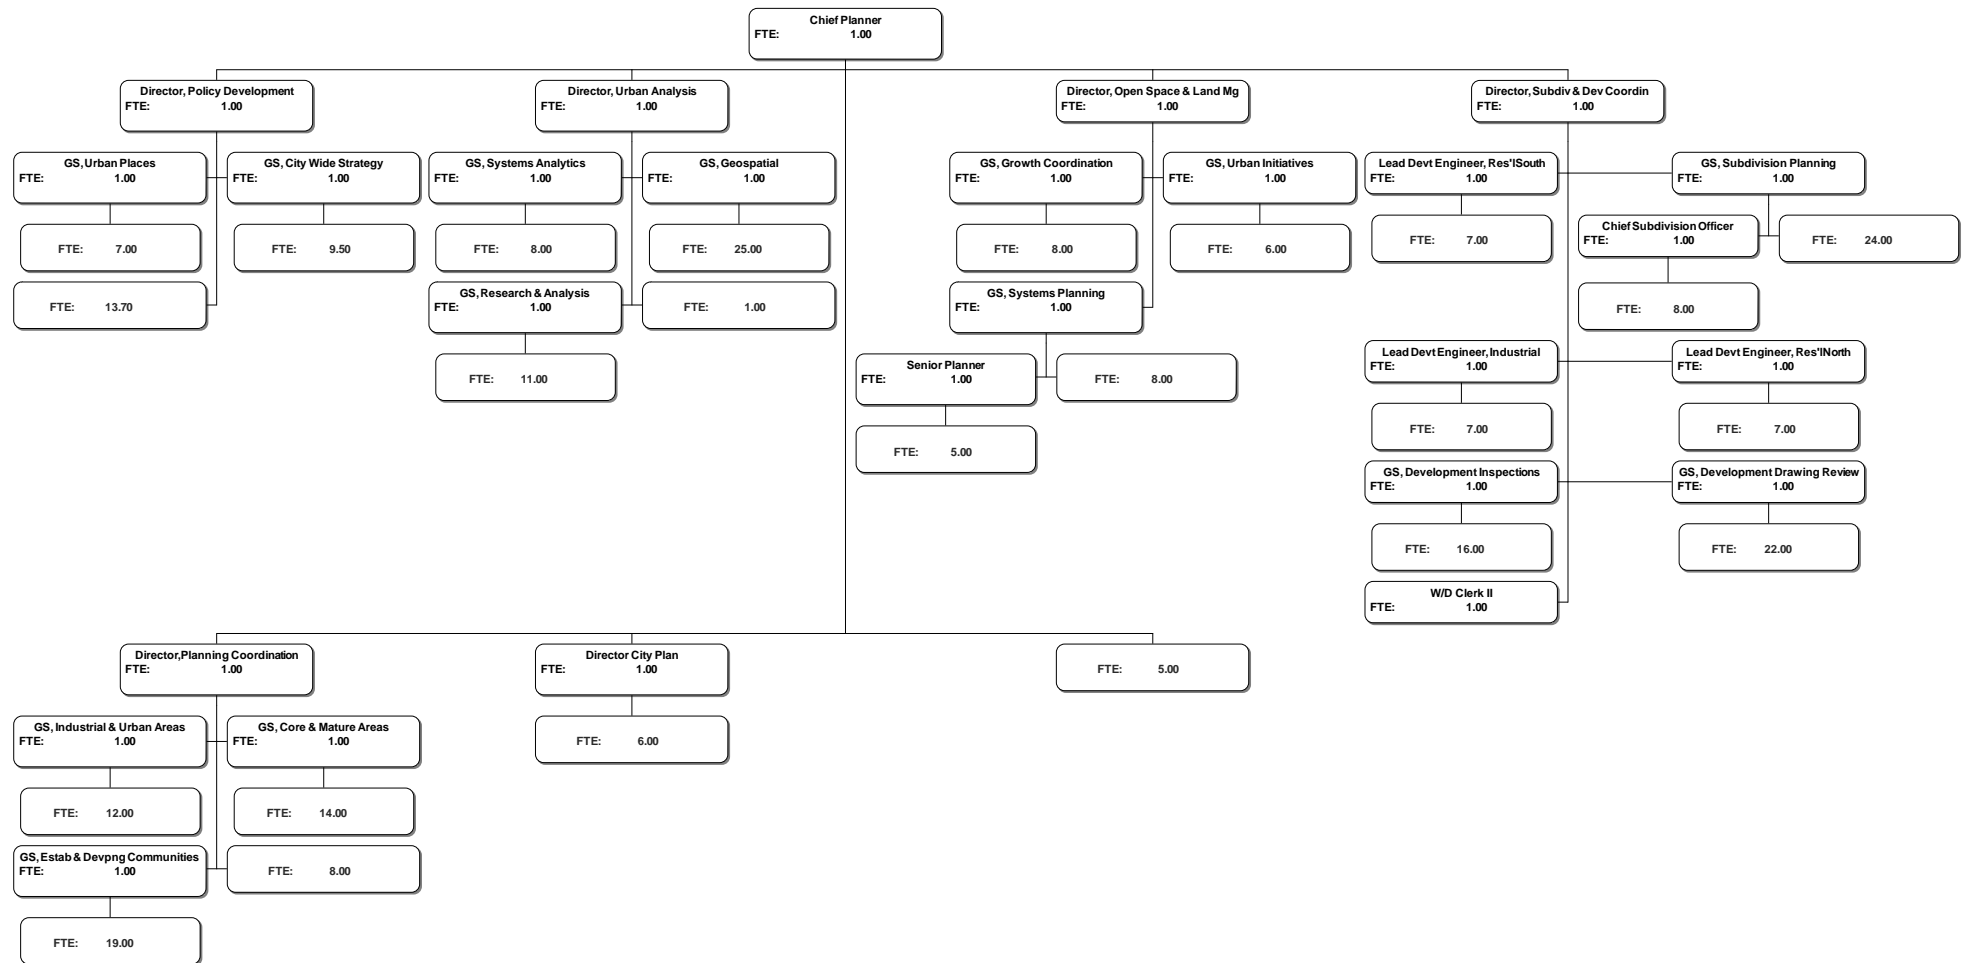 Chief Planner
FTE: 1.00
Director, Policy Development
FTE: 1.00
Director, Urban Analysis
FTE: 1.00
Director, Open Space & Land Mg
FTE: 1.00
Director, Subdiv & Dev Coordin
FTE: 1.00
GS, Urban Places
FTE: 1.00
GS, City Wide Strategy
FTE: 1.00
FTE: 7.00
FTE: 9.50
FTE: 13.70
GS, Systems Analytics
FTE: 1.00
GS, Geospatial
FTE: 1.00
FTE: 8.00
FTE: 25.00
GS, Research & Analysis
FTE: 1.00
FTE: 1.00
FTE: 11.00
GS, Growth Coordination
FTE: 1.00
GS, Urban Initiatives
FTE: 1.00
FTE: 8.00
FTE: 6.00
GS, Systems Planning
FTE: 1.00
Senior Planner
FTE: 1.00
FTE: 8.00
FTE: 5.00
Lead Devt Engineer, Res'lSouth
FTE: 1.00
GS, Subdivision Planning
FTE: 1.00
FTE: 7.00
Chief Subdivision Officer
FTE: 1.00
FTE: 24.00
FTE: 8.00
Lead Devt Engineer, Industrial
FTE: 1.00
Lead Devt Engineer, Res'lNorth
FTE: 1.00
FTE: 7.00
FTE: 7.00
GS, Development Inspections
FTE: 1.00
GS, Development Drawing Review
FTE: 1.00
FTE: 16.00
FTE: 22.00
W/D Clerk II
FTE: 1.00
Director,Planning Coordination
FTE: 1.00
Director City Plan
FTE: 1.00
FTE: 5.00
GS, Industrial & Urban Areas
FTE: 1.00
GS, Core & Mature Areas
FTE: 1.00
FTE: 6.00
FTE: 12.00
FTE: 14.00
GS, Estab & Devpng Communities
FTE: 1.00
FTE: 8.00
FTE: 19.00